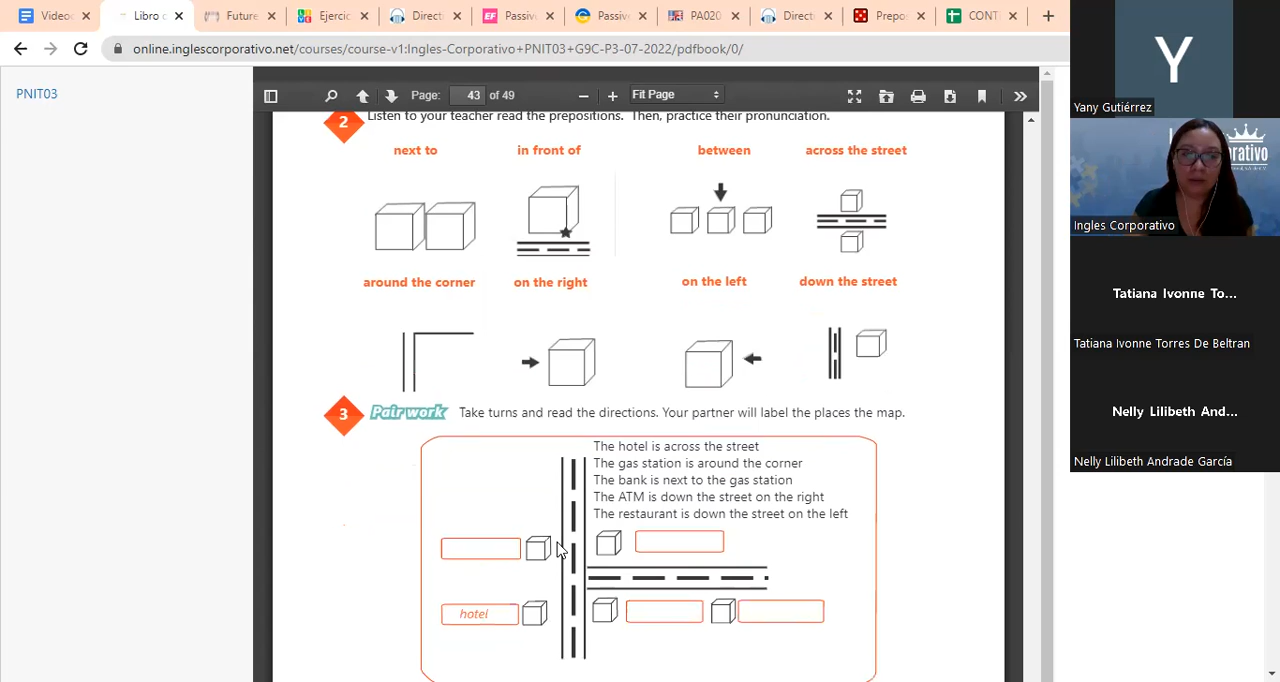 Videoc
Libro c
Future
Ejercic
Directi
Passiv
Passiv
PA020
Directi
Prepo
CONT
online.inglescorporativo.net/courses/course-v1:Ingles-Corporativo+PNIT03+G9C-P3-07-2022/pdfbook/0/
PNIT03
Page: 43 of 49
Fit Page
2 Listen to your teacher read the prepositions. Then, practice their pronunciation.
next to in front of between across the street
around the corner on the right on the left down the street
3 Pair work Take turns and read the directions. Your partner will label the places the map.
The hotel is across the street
The gas station is around the corner
The bank is next to the gas station
The ATM is down the street on the right
The restaurant is down the street on the left
hotel
Y
Yany Gutiérrez
orativo
Ingles Corporativo
Tatiana Ivonne To...
Tatiana Ivonne Torres De Beltran
Nelly Lilibeth And...
Nelly Lilibeth Andrade García